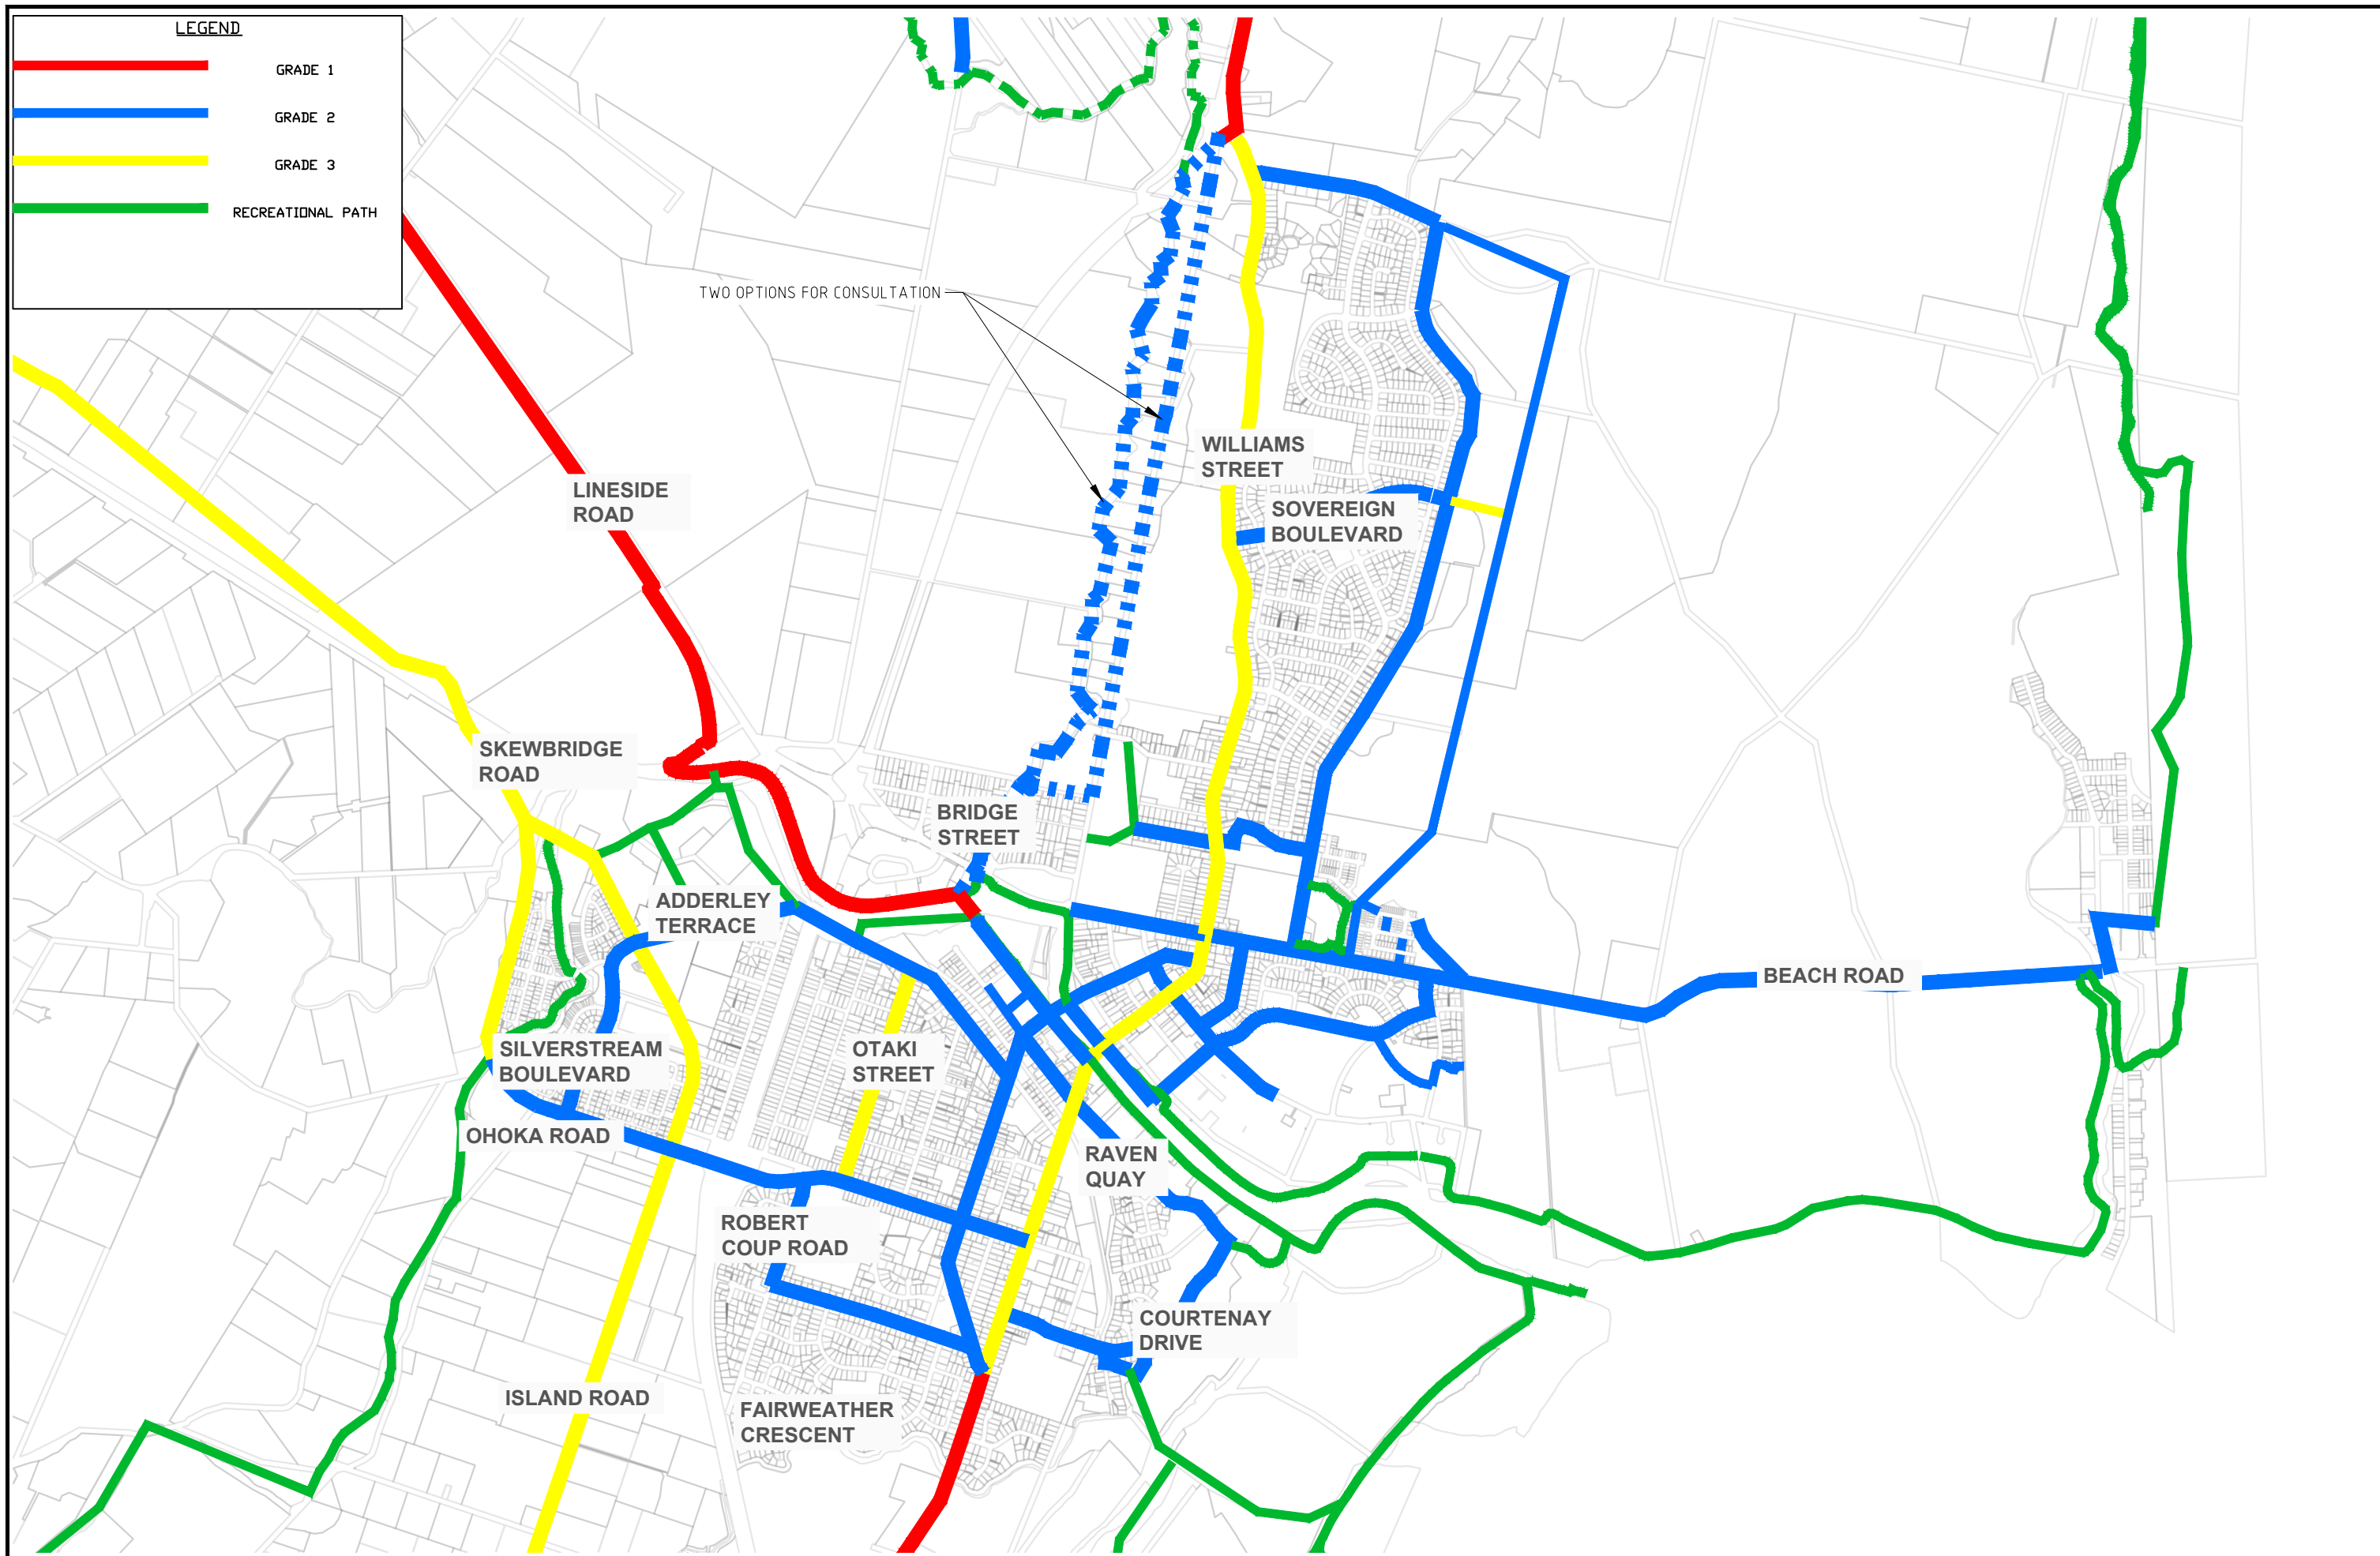 LEGEND
GRADE 1
GRADE 2
GRADE 3
RECREATIONAL PATH
TWO OPTIONS FOR CONSULTATION
WILLIAMS
STREET
LINESIDE
ROAD
SOVEREIGN
BOULEVARD
SKEWBRIDGE
ROAD
BRIDGE
STREET
ADDERLEY
TERRACE
BEACH ROAD
SILVERSTREAM
BOULEVARD
OTAKI
STREET
OHOKA ROAD
RAVEN
QUAY
ROBERT
COUP ROAD
COURTENAY
DRIVE
ISLAND ROAD
FAIRWEATHER
CRESCENT